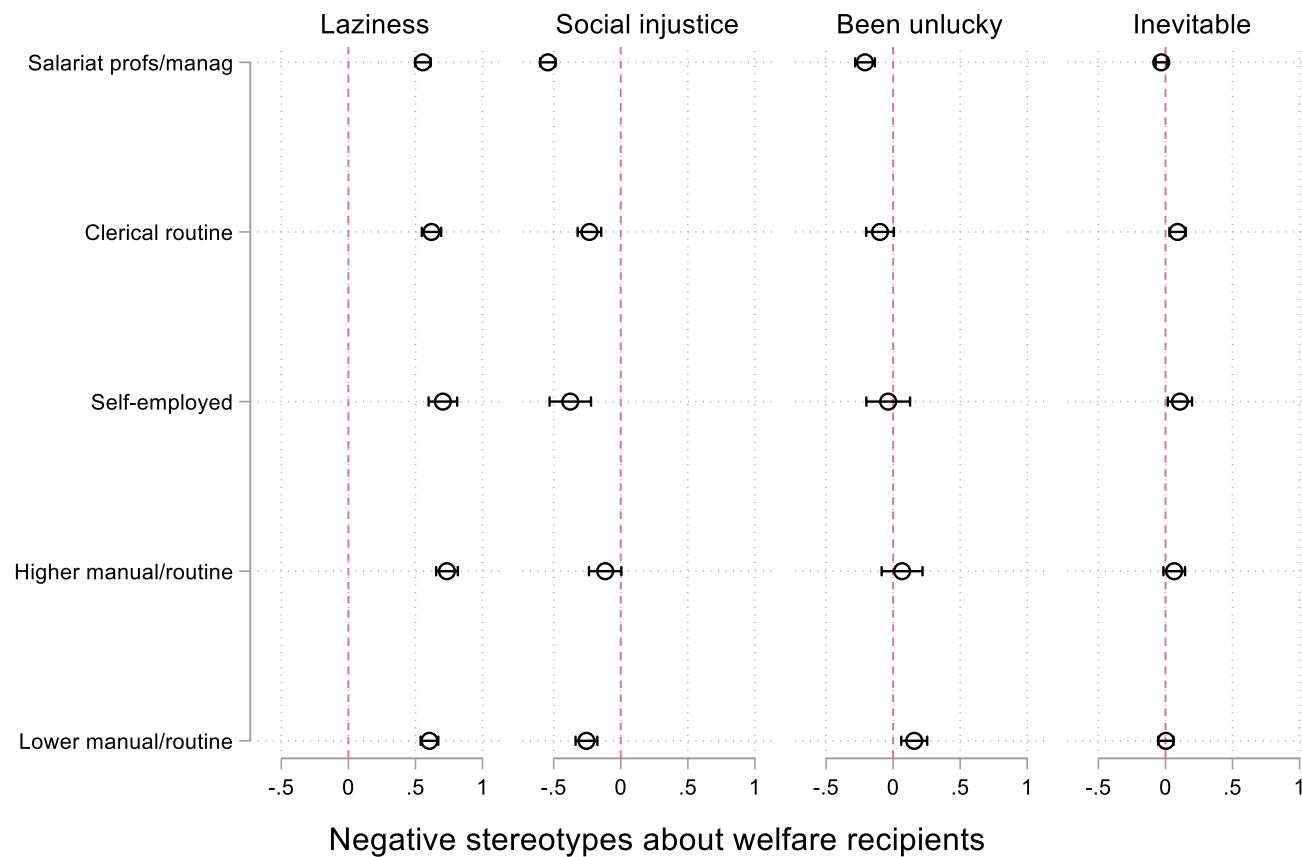 Laziness Social injustice Been unlucky Inevitable
Salariat profs/manag
Clerical routine
Self-employed
Higher manual/routine
Lower manual/routine
-.5 0 .5 1 -.5 0 .5 1 -.5 0 .5 1 -.5 0 .5 1
Negative stereotypes about welfare recipients